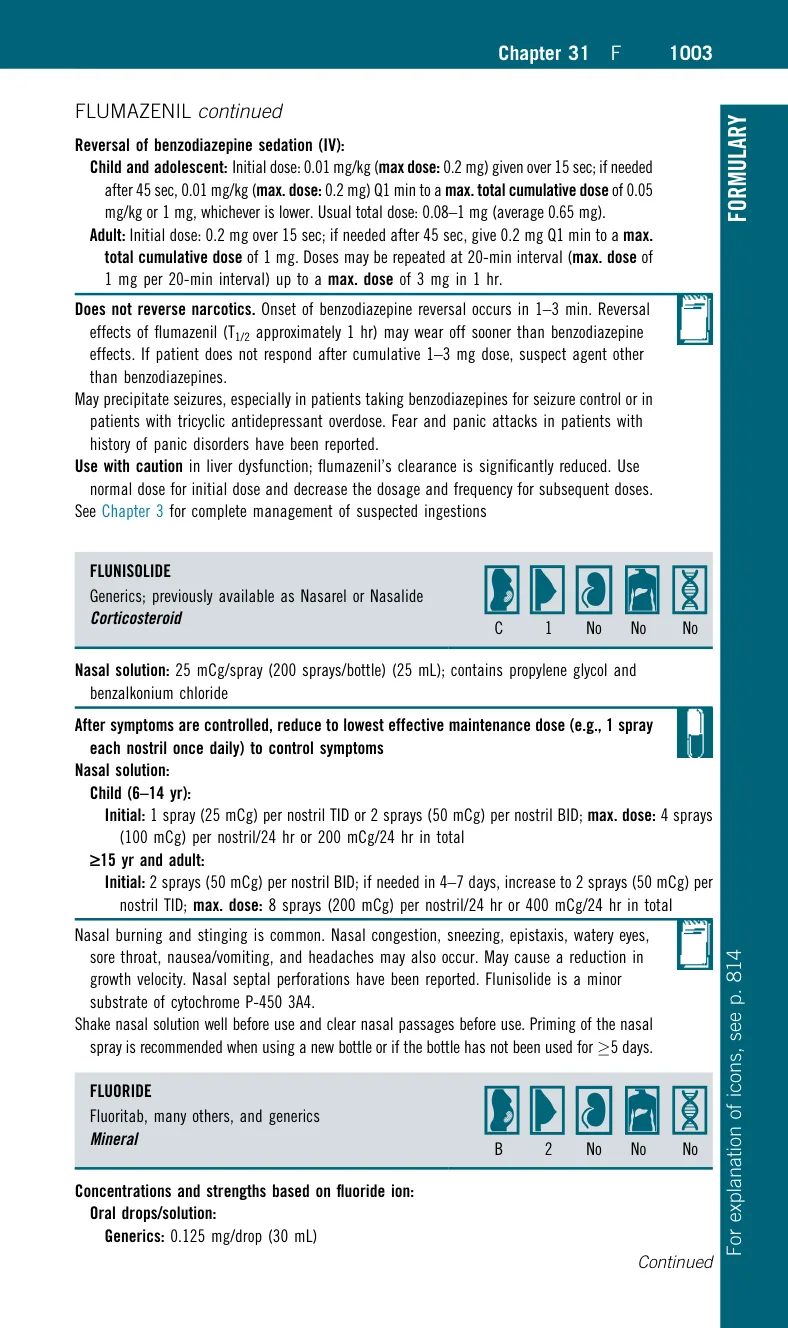 Chapter 31 F 1003
FLUMAZENIL continued
Reversal of benzodiazepine sedation (IV):
Child and adolescent: Initial dose: 0.01 mg/kg (max dose: 0.2 mg) given over 15 sec; if needed
after 45 sec, 0.01 mg/kg (max. dose: 0.2 mg) Q1 min to a max. total cumulative dose of 0.05
mg/kg or 1 mg, whichever is lower. Usual total dose: 0.08–1 mg (average 0.65 mg).
Adult: Initial dose: 0.2 mg over 15 sec; if needed after 45 sec, give 0.2 mg Q1 min to a max.
total cumulative dose of 1 mg. Doses may be repeated at 20-min interval (max. dose of
1 mg per 20-min interval) up to a max. dose of 3 mg in 1 hr.
Does not reverse narcotics. Onset of benzodiazepine reversal occurs in 1–3 min. Reversal
effects of flumazenil (T1/2 approximately 1 hr) may wear off sooner than benzodiazepine
effects. If patient does not respond after cumulative 1–3 mg dose, suspect agent other
than benzodiazepines.
May precipitate seizures, especially in patients taking benzodiazepines for seizure control or in
patients with tricyclic antidepressant overdose. Fear and panic attacks in patients with
history of panic disorders have been reported.
Use with caution in liver dysfunction; flumazenil's clearance is significantly reduced. Use
normal dose for initial dose and decrease the dosage and frequency for subsequent doses.
See Chapter 3 for complete management of suspected ingestions
FLUNISOLIDE
Generics; previously available as Nasarel or Nasalide
Corticosteroid
C 1 No No No
Nasal solution: 25 mCg/spray (200 sprays/bottle) (25 mL); contains propylene glycol and
benzalkonium chloride
After symptoms are controlled, reduce to lowest effective maintenance dose (e.g., 1 spray
each nostril once daily) to control symptoms
Nasal solution:
Child (6–14 yr):
Initial: 1 spray (25 mCg) per nostril TID or 2 sprays (50 mCg) per nostril BID; max. dose: 4 sprays
(100 mCg) per nostril/24 hr or 200 mCg/24 hr in total
≥15 yr and adult:
Initial: 2 sprays (50 mCg) per nostril BID; if needed in 4–7 days, increase to 2 sprays (50 mCg) per
nostril TID; max. dose: 8 sprays (200 mCg) per nostril/24 hr or 400 mCg/24 hr in total
Nasal burning and stinging is common. Nasal congestion, sneezing, epistaxis, watery eyes,
sore throat, nausea/vomiting, and headaches may also occur. May cause a reduction in
growth velocity. Nasal septal perforations have been reported. Flunisolide is a minor
substrate of cytochrome P-450 3A4.
Shake nasal solution well before use and clear nasal passages before use. Priming of the nasal
spray is recommended when using a new bottle or if the bottle has not been used for ≥5 days.
FLUORIDE
Fluoritab, many others, and generics
Mineral
B 2 No No No
Concentrations and strengths based on fluoride ion:
Oral drops/solution:
Generics: 0.125 mg/drop (30 mL)
Continued
FORMULARY
For explanation of icons, see p. 814